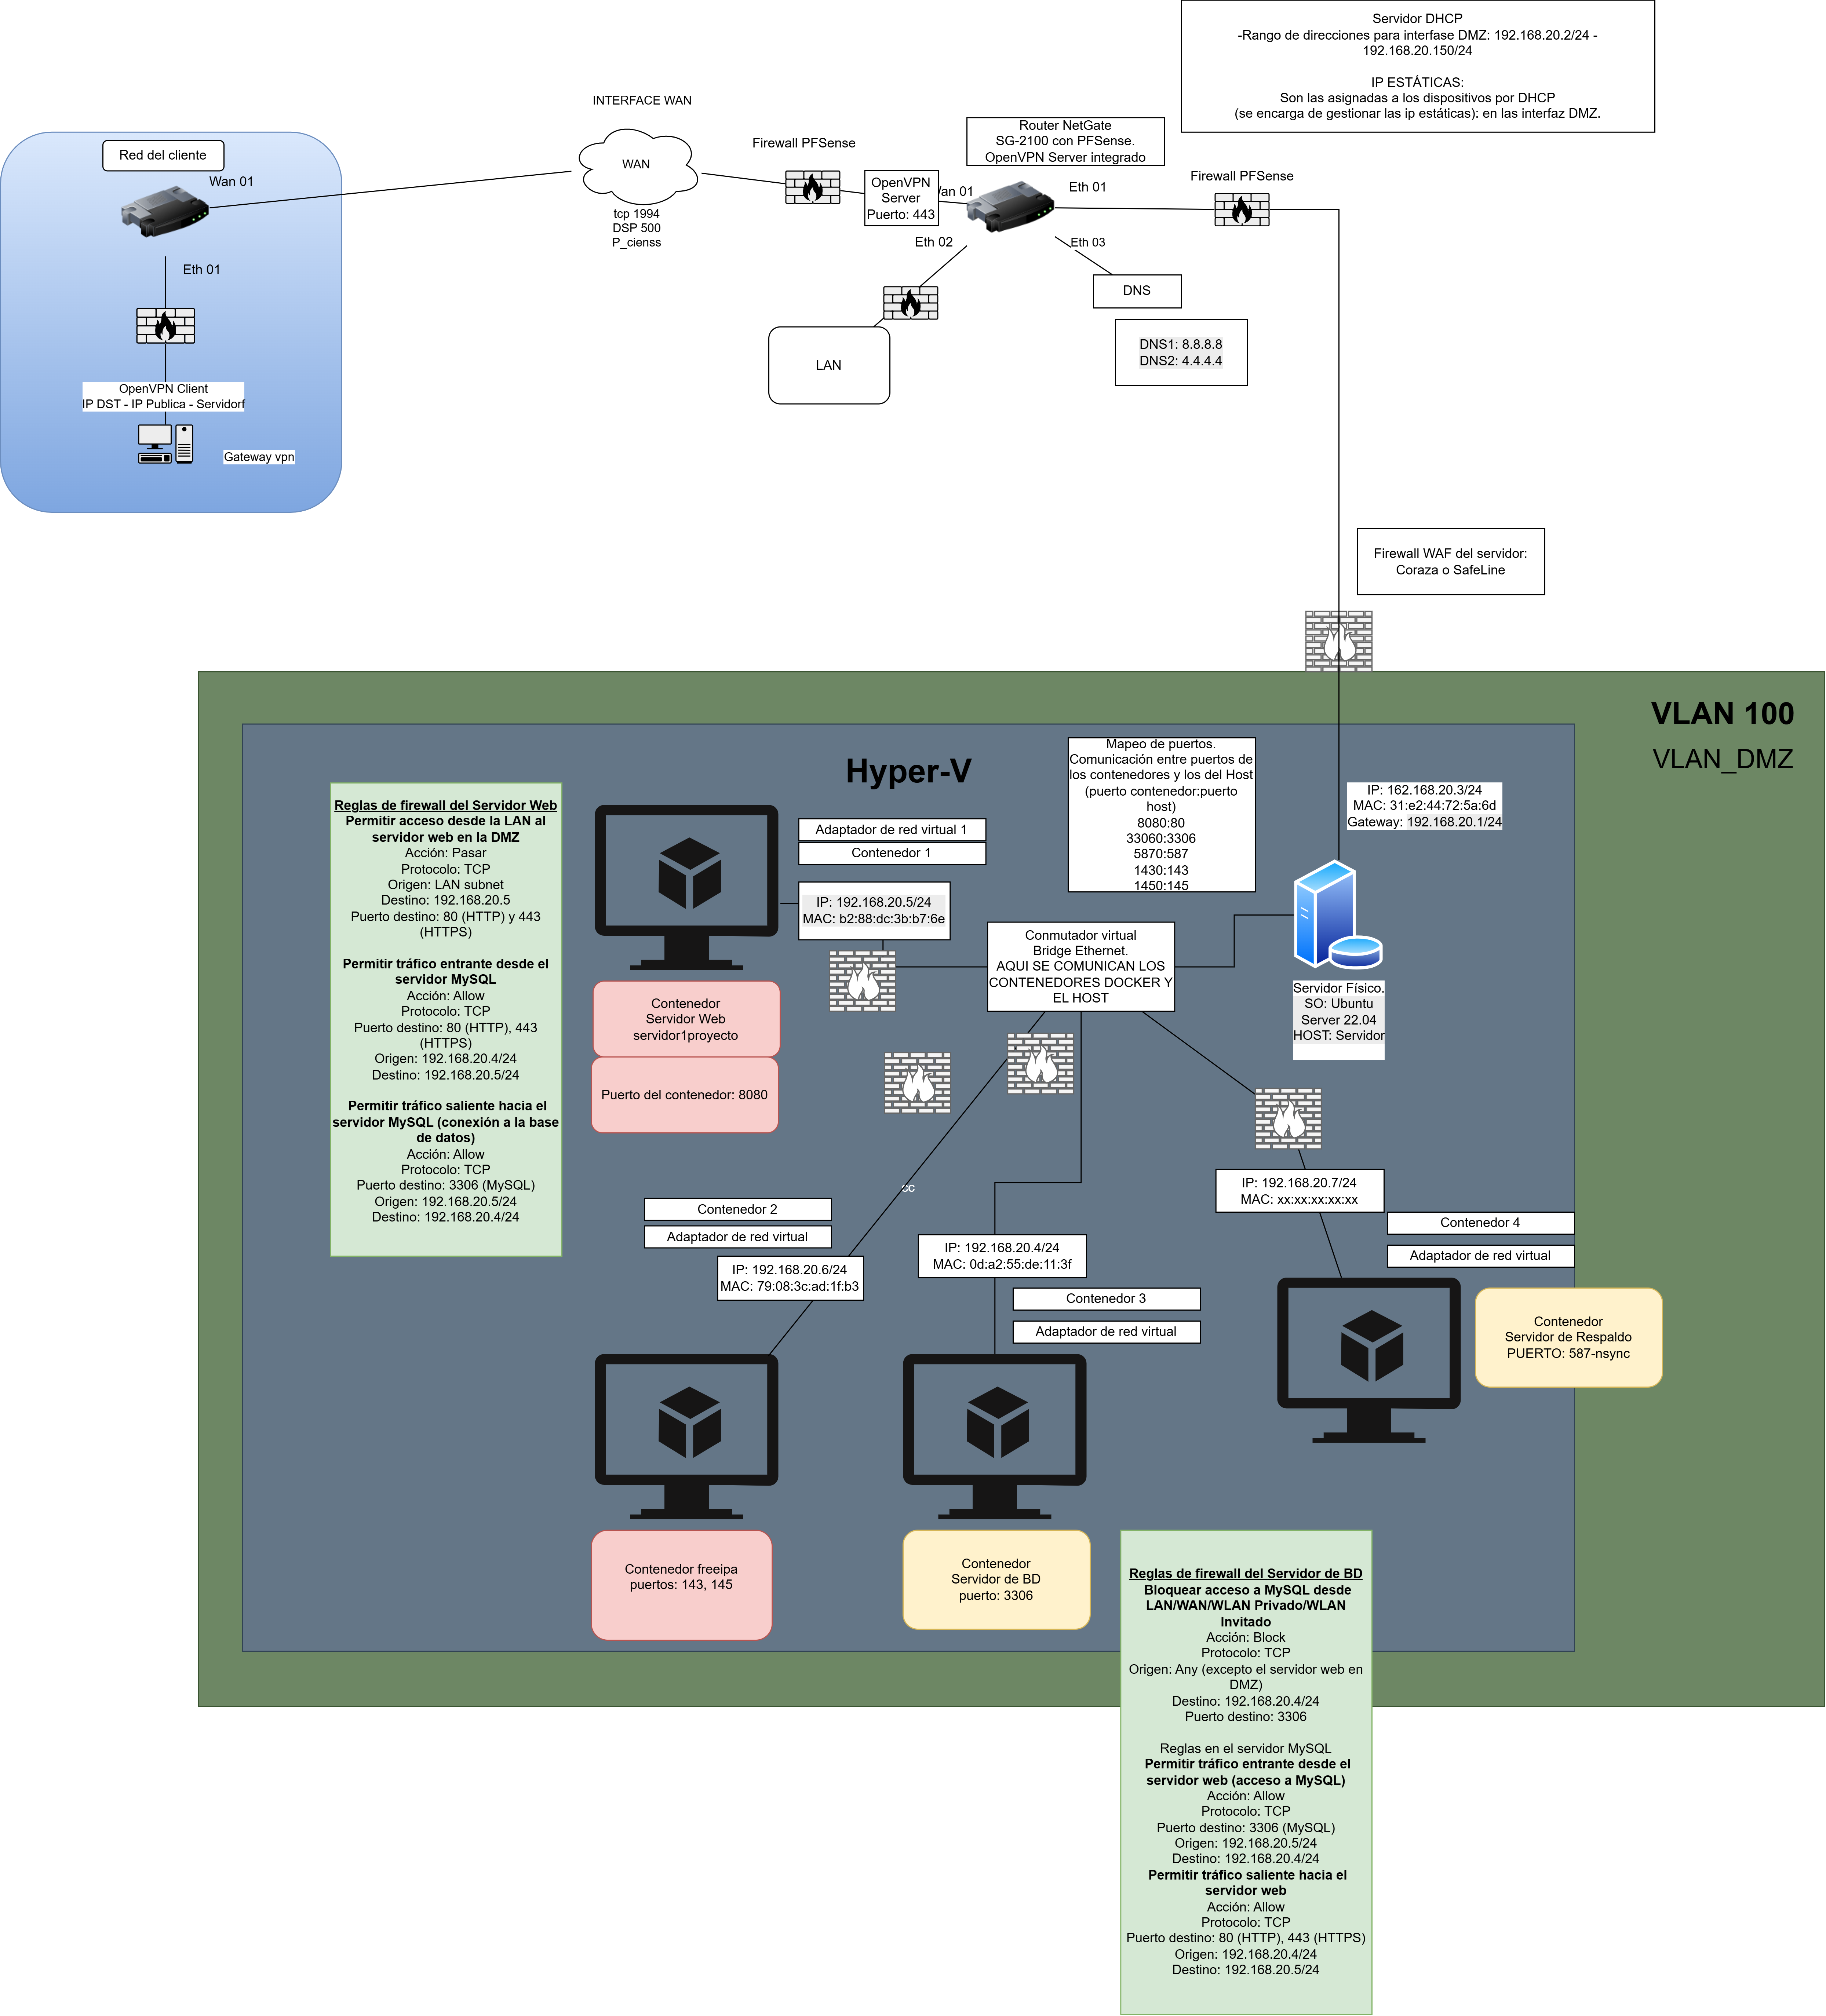 Servidor DHCP
-Rango de direcciones para interfase DMZ: 192.168.20.2/24 -
192.168.20.150/24
IP ESTÁTICAS:
Son las asignadas a los dispositivos por DHCP
(se encarga de gestionar las ip estáticas): en las interfaz DMZ.
INTERFACE WAN
WAN
tcp 1994
DSP 500
P_cienss
Firewall PFSense
Router NetGate
SG-2100 con PFSense.
OpenVPN Server integrado
OpenVPN
Server
Puerto: 443
Wan 01
Eth 01
Eth 02
Eth 03
Firewall PFSense
Red del cliente
Wan 01
Eth 01
OpenVPN Client
IP DST - IP Publica - Servidorf
Gateway vpn
LAN
DNS
DNS1: 8.8.8.8
DNS2: 4.4.4.4
Firewall WAF del servidor:
Coraza o SafeLine
VLAN 100
VLAN_DMZ
Hyper-V
Mapeo de puertos.
Comunicación entre puertos de
los contenedores y los del Host
(puerto contenedor:puerto
host)
8080:80
33060:3306
5870:587
1430:143
1450:145
IP: 162.168.20.3/24
MAC: 31:e2:44:72:5a:6d
Gateway: 192.168.20.1/24
Reglas de firewall del Servidor Web
Permitir acceso desde la LAN al
servidor web en la DMZ
Acción: Pasar
Protocolo: TCP
Origen: LAN subnet
Destino: 192.168.20.5
Puerto destino: 80 (HTTP) y 443
(HTTPS)
Permitir tráfico entrante desde el
servidor MySQL
Acción: Allow
Protocolo: TCP
Puerto destino: 80 (HTTP), 443
(HTTPS)
Origen: 192.168.20.4/24
Destino: 192.168.20.5/24
Permitir tráfico saliente hacia el
servidor MySQL (conexión a la base
de datos)
Acción: Allow
Protocolo: TCP
Puerto destino: 3306 (MySQL)
Origen: 192.168.20.5/24
Destino: 192.168.20.4/24
Adaptador de red virtual 1
Contenedor 1
IP: 192.168.20.5/24
MAC: b2:88:dc:3b:b7:6e
Conmutador virtual
Bridge Ethernet.
AQUI SE COMUNICAN LOS
CONTENEDORES DOCKER Y
EL HOST
Servidor Físico.
SO: Ubuntu
Server 22.04
HOST: Servidor
Contenedor
Servidor Web
servidor1proyecto
Puerto del contenedor: 8080
cc
Contenedor 2
Adaptador de red virtual
IP: 192.168.20.6/24
MAC: 79:08:3c:ad:1f:b3
IP: 192.168.20.4/24
MAC: 0d:a2:55:de:11:3f
Contenedor 3
Adaptador de red virtual
IP: 192.168.20.7/24
MAC: xx:xx:xx:xx:xx
Contenedor 4
Adaptador de red virtual
Contenedor
Servidor de Respaldo
PUERTO: 587-nsync
Contenedor freeipa
puertos: 143, 145
Contenedor
Servidor de BD
puerto: 3306
Reglas de firewall del Servidor de BD
Bloquear acceso a MySQL desde
LAN/WAN/WLAN Privado/WLAN
Invitado
Acción: Block
Protocolo: TCP
Origen: Any (excepto el servidor web en
DMZ)
Destino: 192.168.20.4/24
Puerto destino: 3306
Reglas en el servidor MySQL
Permitir tráfico entrante desde el
servidor web (acceso a MySQL)
Acción: Allow
Protocolo: TCP
Puerto destino: 3306 (MySQL)
Origen: 192.168.20.5/24
Destino: 192.168.20.4/24
Permitir tráfico saliente hacia el
servidor web
Acción: Allow
Protocolo: TCP
Puerto destino: 80 (HTTP), 443 (HTTPS)
Origen: 192.168.20.4/24
Destino: 192.168.20.5/24